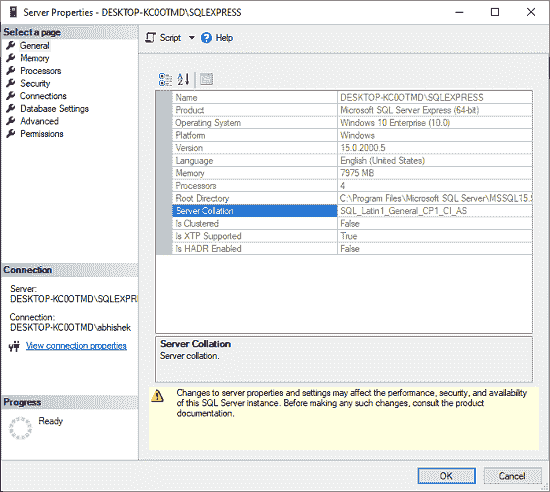 Server Properties - DESKTOP-KC0OTMD\SQLEXPRESS
Select a page
General
Memory
Processors
Security
Connections
Database Settings
Advanced
Permissions
Script
Help
Name DESKTOP-KC0OTMD\SQLEXPRESS
Product Microsoft SQL Server Express (64-bit)
Operating System Windows 10 Enterprise (10.0)
Platform Windows
Version 15.0.2000.5
Language English (United States)
Memory 7975 MB
Processors 4
Root Directory C:\Program Files\Microsoft SQL Server\MSSQL15.S
Server Collation SQL_Latin1_General_CP1_CI_AS
Is Clustered False
Is XTP Supported True
Is HADR Enabled False
Server Collation
Server collation.
Connection
Server:
DESKTOP-KC0OTMD\SQLEXPRESS
Connection:
DESKTOP-KC0OTMD\abhishek
View connection properties
Progress
Ready
Changes to server properties and settings may affect the performance, security, and availability
of this SQL Server instance. Before making any such changes, consult the product
documentation.
OK
Cancel